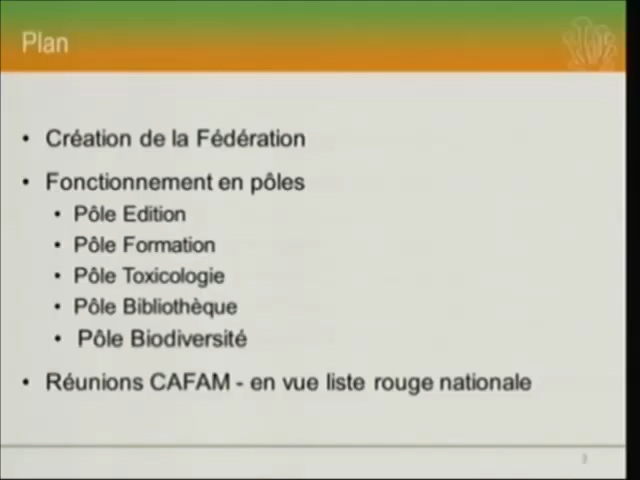 Plan
• Création de la Fédération
• Fonctionnement en pôles
• Pôle Edition
• Pôle Formation
• Pôle Toxicologie
• Pôle Bibliothèque
• Pôle Biodiversité
• Réunions CAFAM - en vue liste rouge nationale